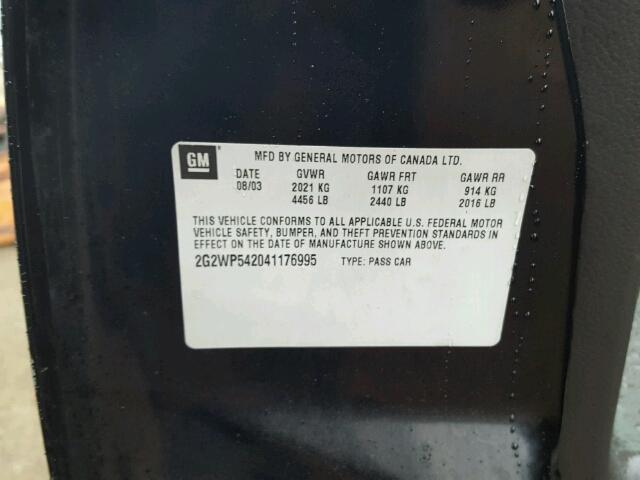 GM
MFD BY GENERAL MOTORS OF CANADA LTD.
DATE GVWR GAWR FRT GAWR RR
08/03 2021 KG 1107 KG 914 KG
4456 LB 2440 LB 2016 LB
THIS VEHICLE CONFORMS TO ALL APPLICABLE U.S. FEDERAL MOTOR
VEHICLE SAFETY, BUMPER, AND THEFT PREVENTION STANDARDS IN
EFFECT ON THE DATE OF MANUFACTURE SHOWN ABOVE.
2G2WP542041176995 TYPE: PASS CAR